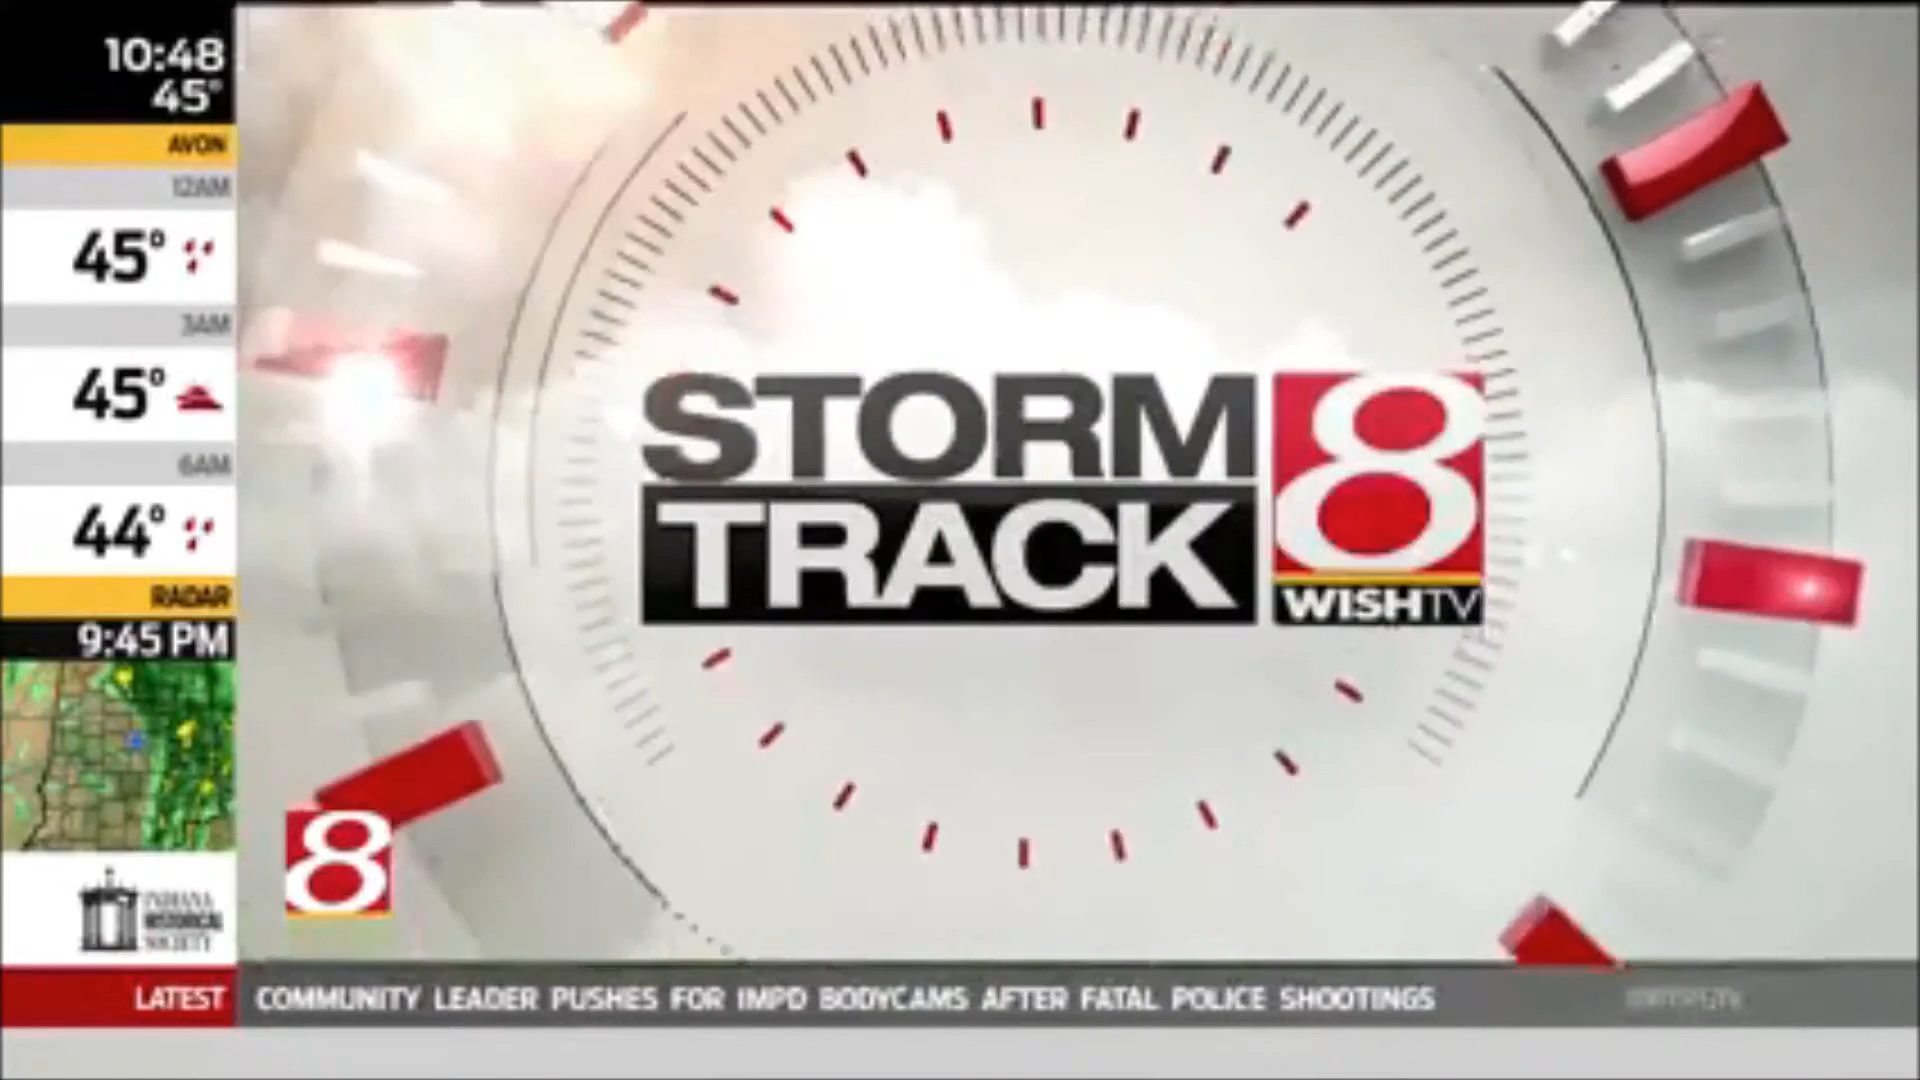 10:48
45°
AVON
12AM
45°
3AM
45°
6AM
44°
RADAR
9:45 PM
INDIANA
HISTORICAL
SOCIETY
STORM
TRACK
8
WISHTV
8
LATEST
COMMUNITY LEADER PUSHES FOR IMPD BODYCAMS AFTER FATAL POLICE SHOOTINGS